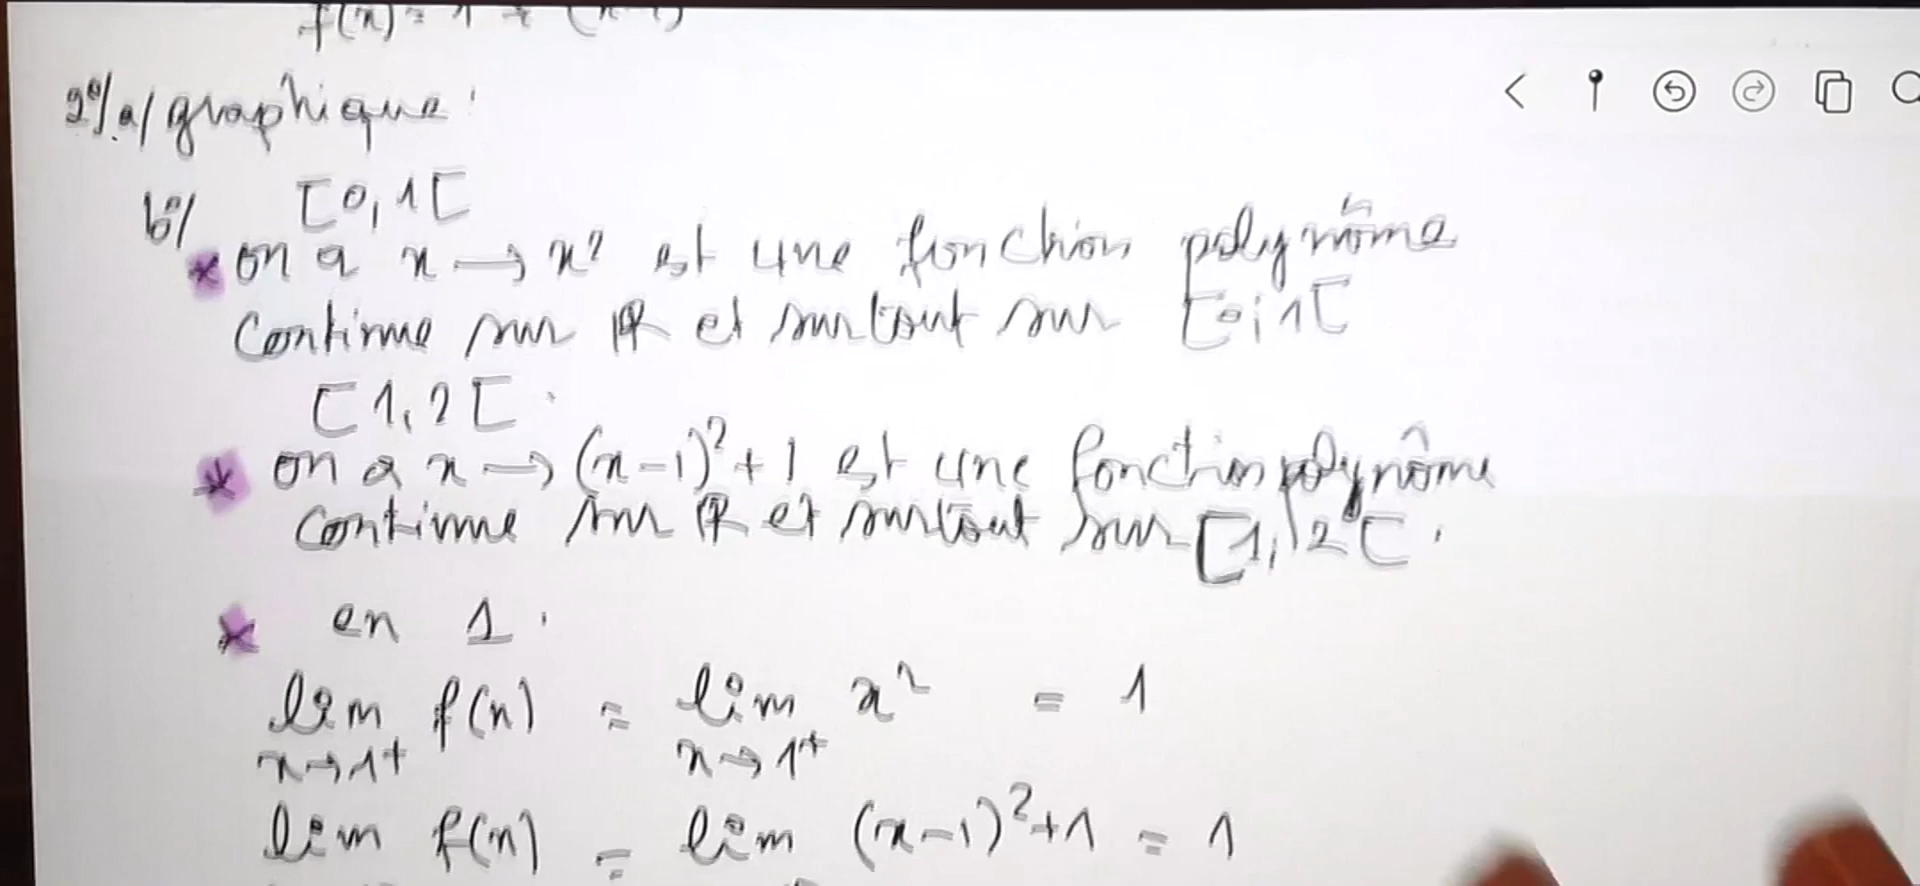 2°/.a/ graphique:
b°/ [0,1[
* on a x → x² est une fonction polynôme
continue sur ℝ et surtout sur [0;1[
[1,2[.
* on a x → (x-1)²+1 est une fonction polynôme
continue sur ℝ et surtout sur [1,2[.
* en 1.
lim f(x) = lim x² = 1
x→1+ x→1+
lim f(x) = lim (x-1)²+1 = 1